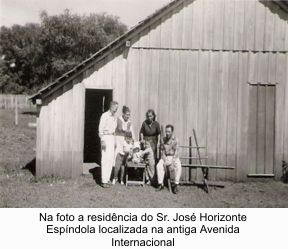 Na foto a residência do Sr. José Horizonte
Espíndola localizada na antiga Avenida
Internacional